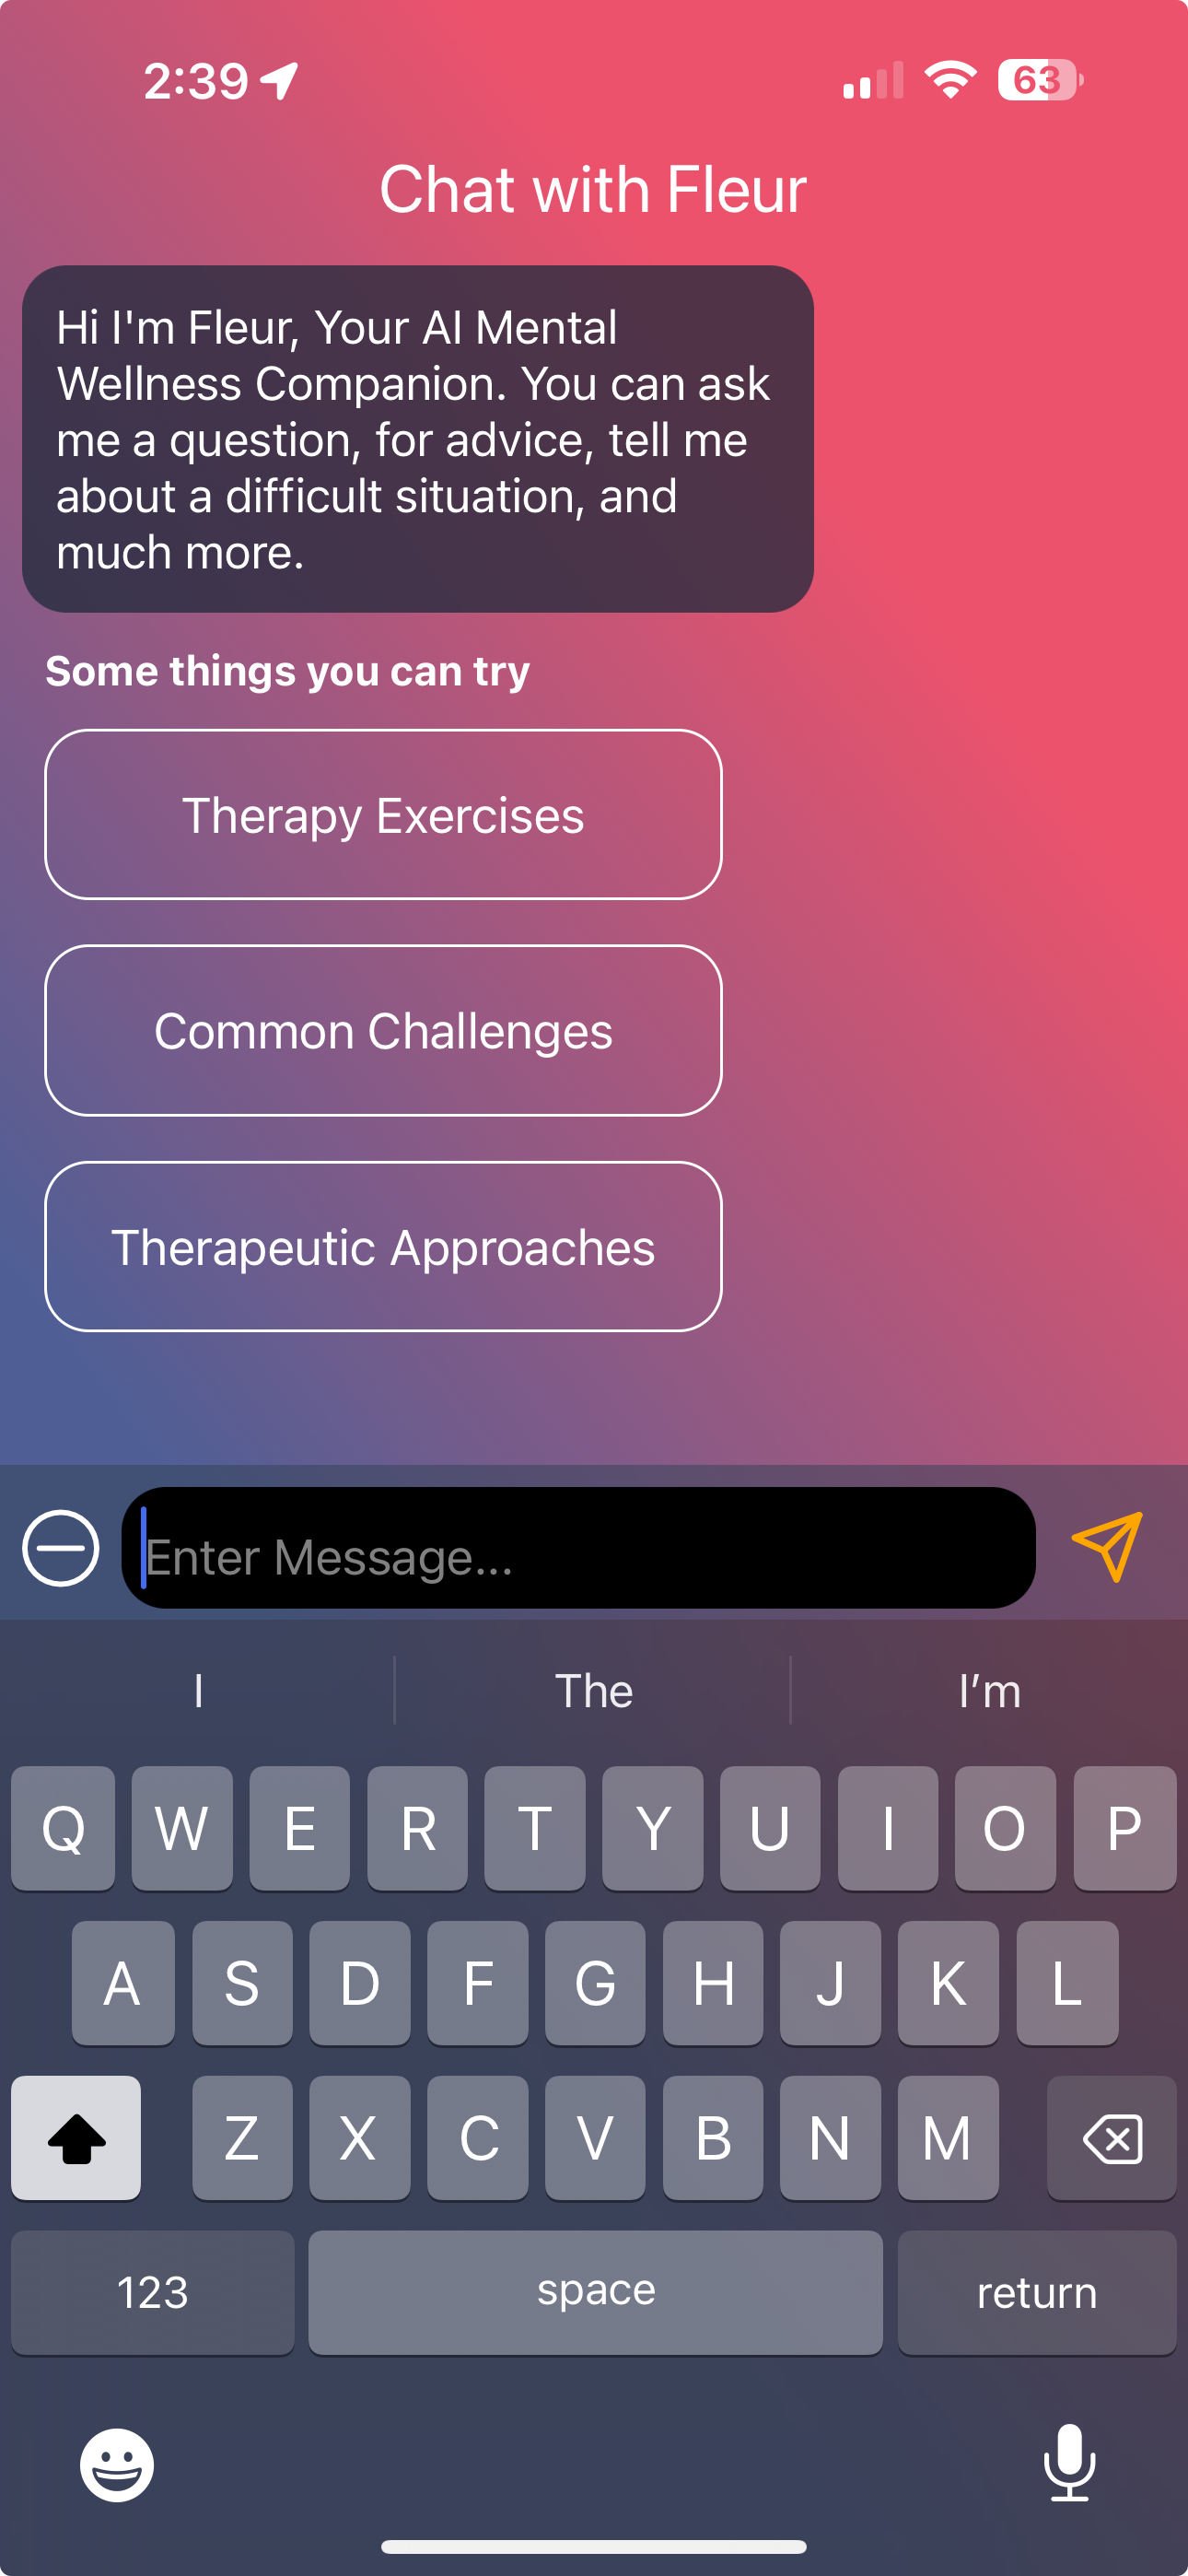 2:39
63
Chat with Fleur
Hi I'm Fleur, Your AI Mental
Wellness Companion. You can ask
me a question, for advice, tell me
about a difficult situation, and
much more.
Some things you can try
Therapy Exercises
Common Challenges
Therapeutic Approaches
Enter Message...
I The I’m
Q W E R T Y U I O P
A S D F G H J K L
Z X C V B N M
123 space return